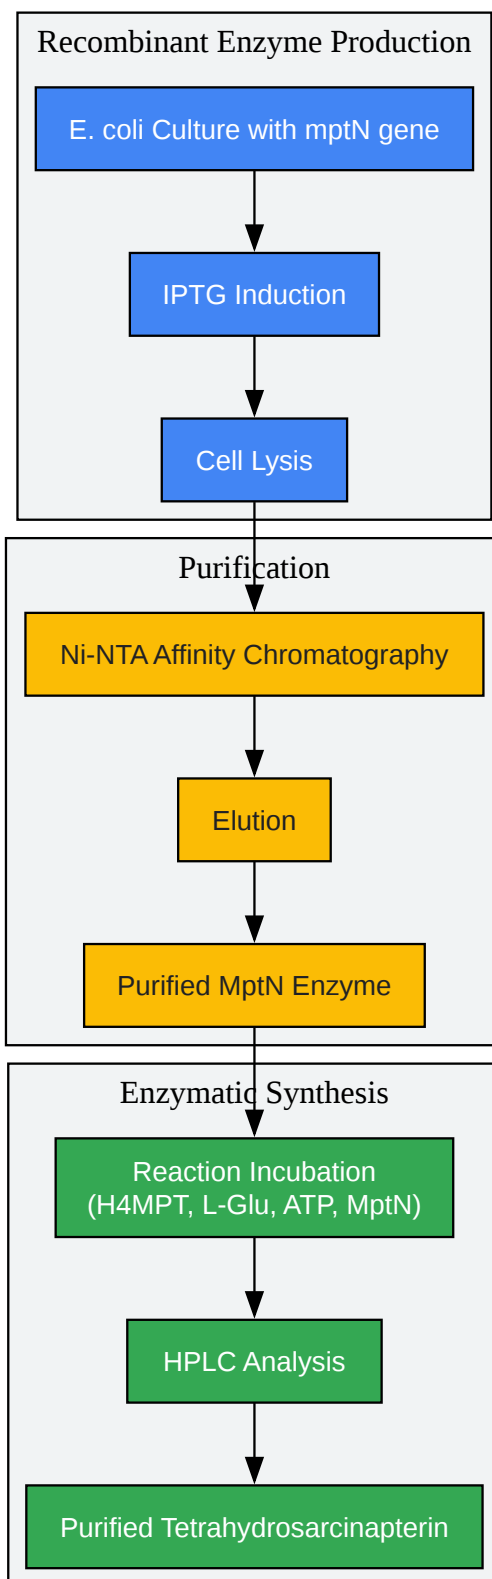 Recombinant Enzyme Production
E. coli Culture with mptN gene
IPTG Induction
Cell Lysis
Purification
Ni-NTA Affinity Chromatography
Elution
Purified MptN Enzyme
Enzymatic Synthesis
Reaction Incubation
(H4MPT, L-Glu, ATP, MptN)
HPLC Analysis
Purified Tetrahydrosarcinapterin